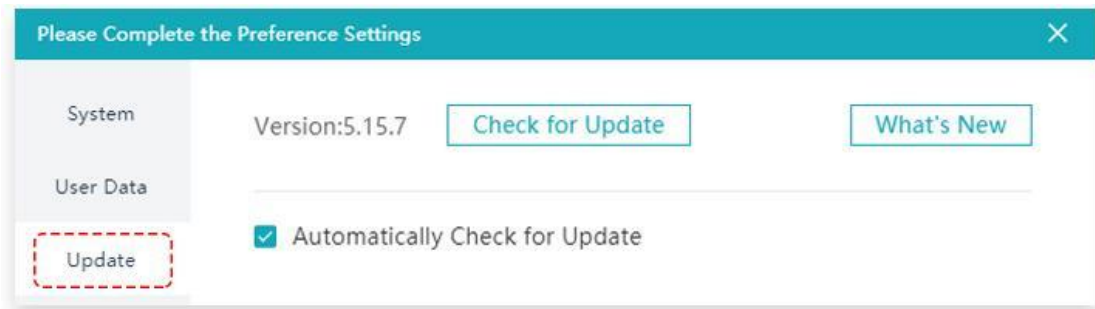 Please Complete the Preference Settings
System
Version:5.15.7 Check for Update What's New
User Data
Automatically Check for Update
Update